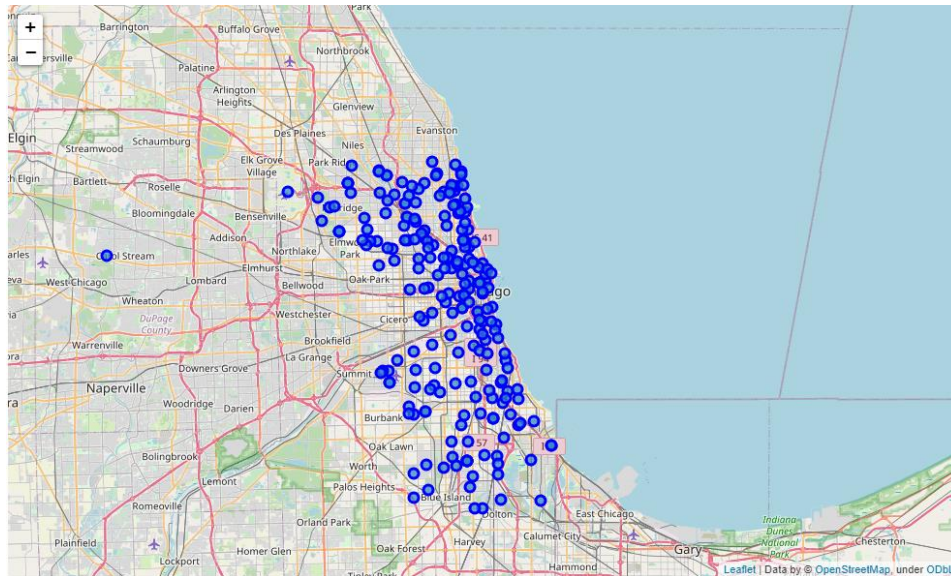 +
−
Barrington
Buffalo Grove
Park
Northbrook
Palatine
Arlington
Heights
Glenview
Elgin
Schaumburg
Des Plaines
Evanston
Streamwood
Elk Grove
Village
Niles
Park
Bartlett
Roselle
Bensenville
Bloomingdale
Addison
Northlake
Elmwood
Park
41
Stream
West Chicago
Elmhurst
Oak Park
Lombard
Bellwood
Wheaton
Westchester
Cicero
DuPage
County
Brookfield
Warrenville
La Grange
Downers Grove
Summit
Naperville
Woodridge
Darien
Burbank
57
Oak Lawn
Bolingbrook
Worth
Lemont
Palos Heights
Blue Island
Romeoville
Orland Park
Dolton
East Chicago
Indiana
Dunes
National
Park
Plainfield
Harvey
Calumet City
Chesterton
Homer Glen
Oak Forest
Gary
Lockport
Hammond
Tinley Park
Leaflet | Data by © OpenStreetMap, under ODbL